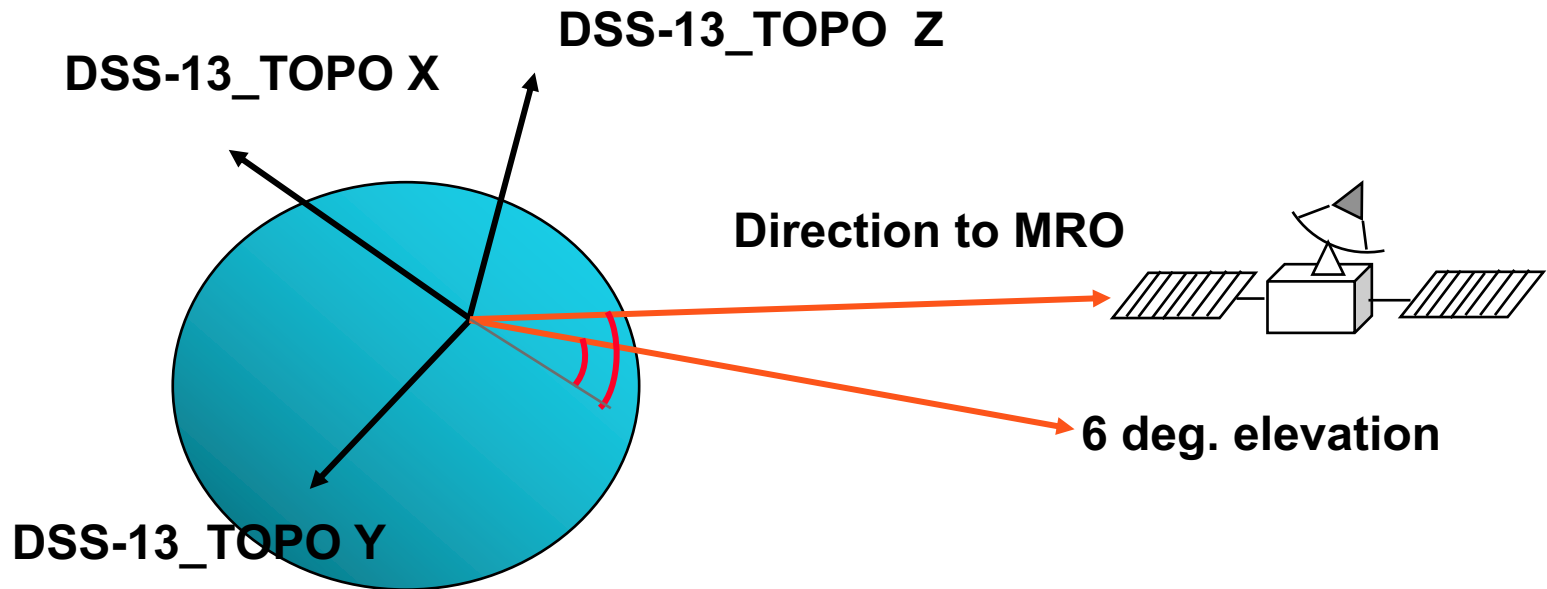 DSS-13_TOPO Z
DSS-13_TOPO X
Direction to MRO
6 deg. elevation
DSS-13_TOPO Y